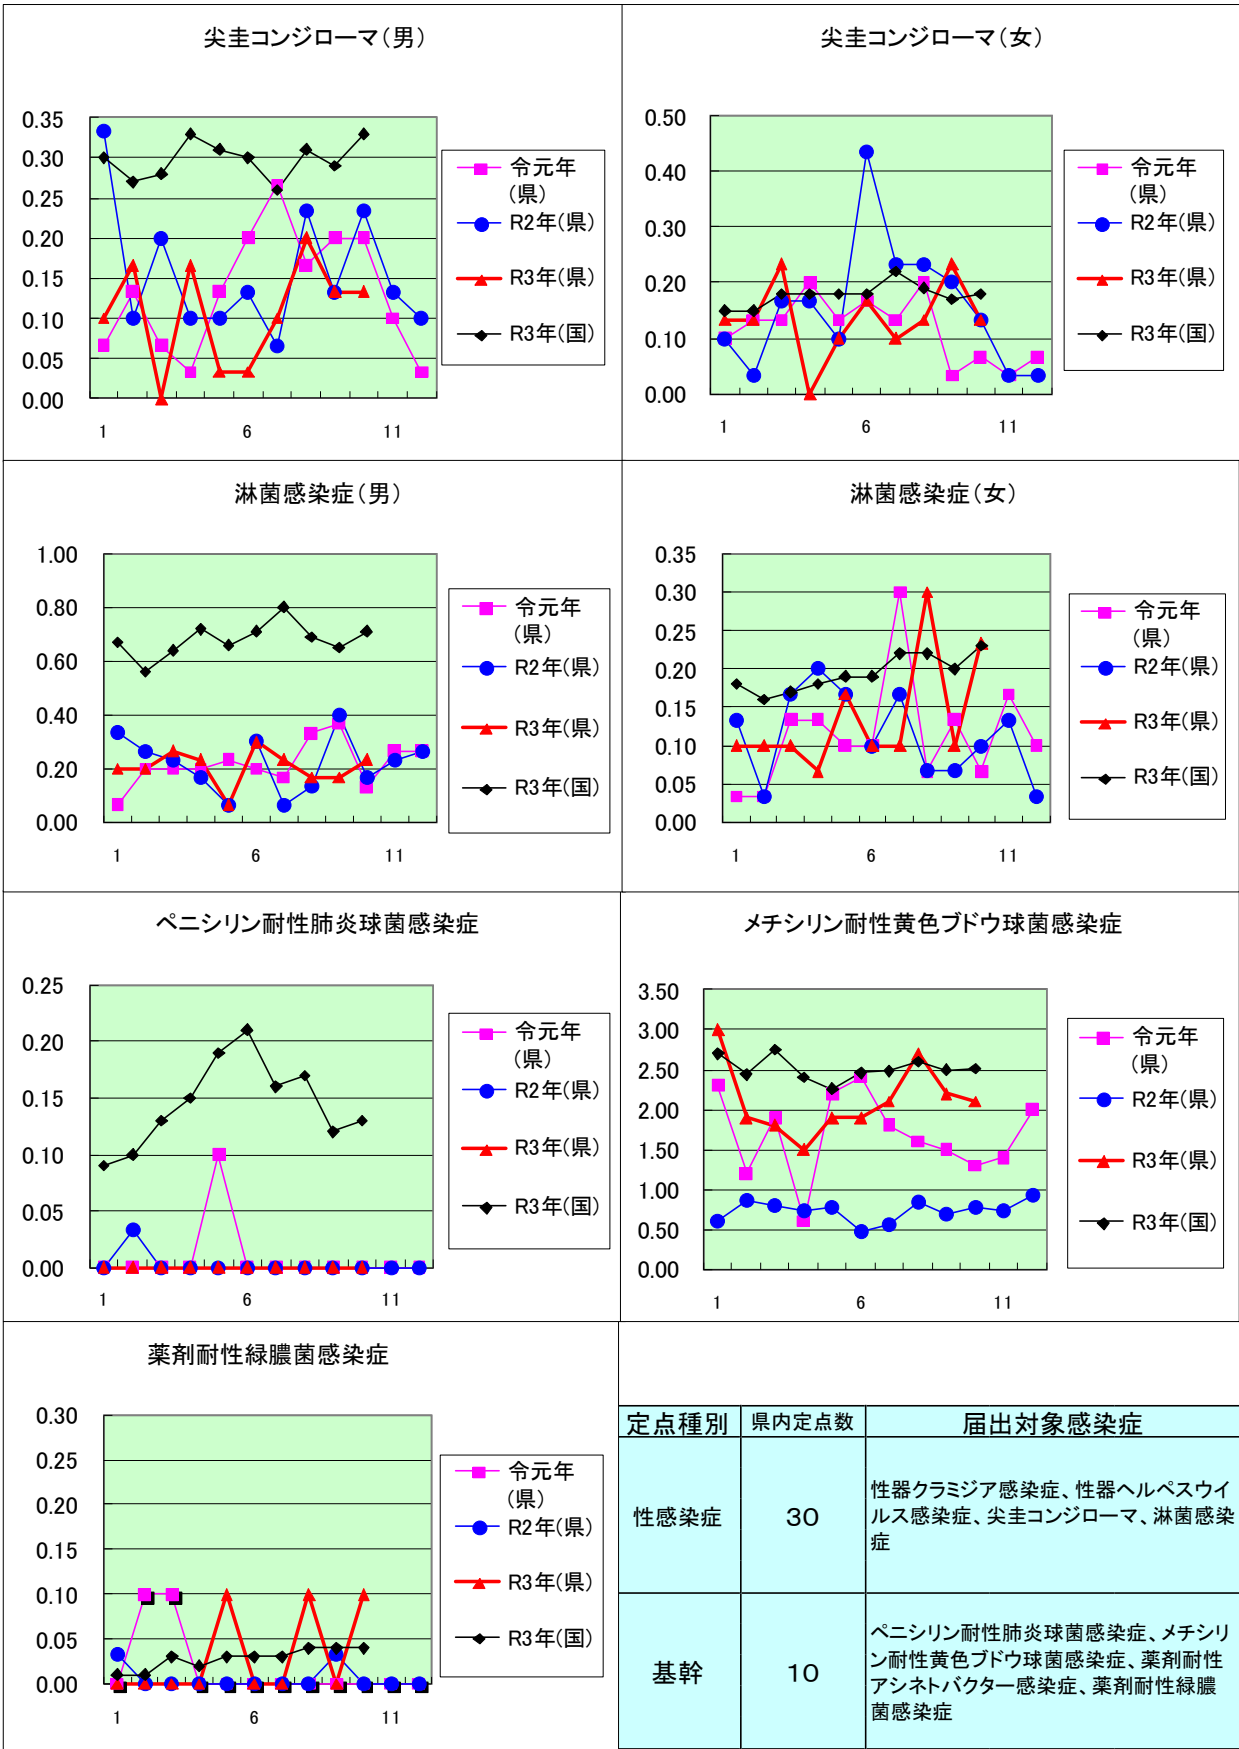 尖圭コンジローマ(男)
0.35
0.30
0.25
0.20
0.15
0.10
0.05
0.00
1
6
11
令元年
(県)
R2年(県)
R3年(県)
R3年(国)
尖圭コンジローマ(女)
0.50
0.40
0.30
0.20
0.10
0.00
1
6
11
令元年
(県)
R2年(県)
R3年(県)
R3年(国)
淋菌感染症(男)
1.00
0.80
0.60
0.40
0.20
0.00
1
6
11
令元年
(県)
R2年(県)
R3年(県)
R3年(国)
淋菌感染症(女)
0.35
0.30
0.25
0.20
0.15
0.10
0.05
0.00
1
6
11
令元年
(県)
R2年(県)
R3年(県)
R3年(国)
ペニシリン耐性肺炎球菌感染症
0.25
0.20
0.15
0.10
0.05
0.00
1
6
11
令元年
(県)
R2年(県)
R3年(県)
R3年(国)
メチシリン耐性黄色ブドウ球菌感染症
3.50
3.00
2.50
2.00
1.50
1.00
0.50
0.00
1
6
11
令元年
(県)
R2年(県)
R3年(県)
R3年(国)
薬剤耐性緑膿菌感染症
0.30
0.25
0.20
0.15
0.10
0.05
0.00
1
6
11
令元年
(県)
R2年(県)
R3年(県)
R3年(国)
定点種別 県内定点数 届出対象感染症
性感染症 30
性器クラミジア感染症、性器ヘルペスウイ
ルス感染症、尖圭コンジローマ、淋菌感染
症
基幹 10
ペニシリン耐性肺炎球菌感染症、メチシリ
ン耐性黄色ブドウ球菌感染症、薬剤耐性
アシネトバクター感染症、薬剤耐性緑膿
菌感染症